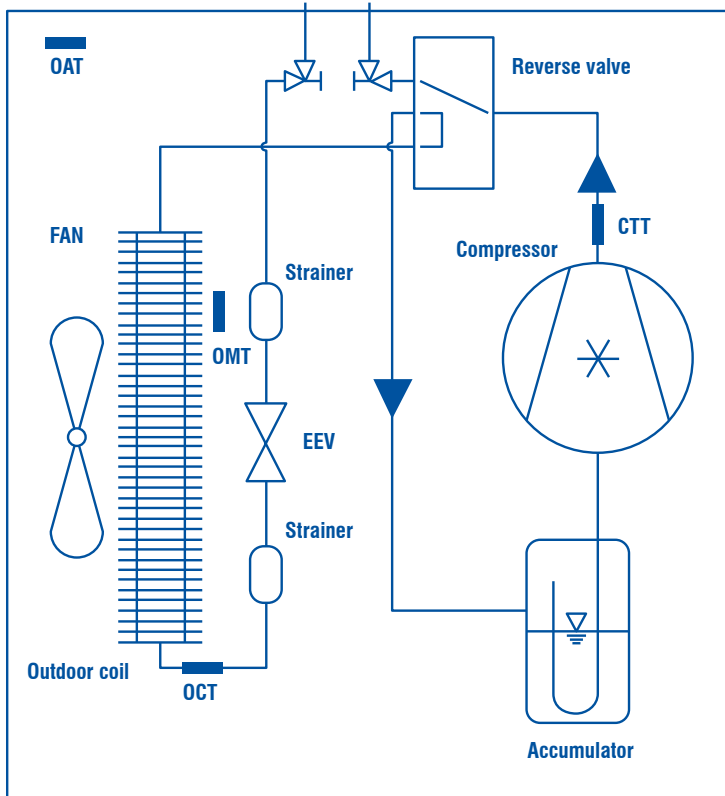 OAT
Reverse valve
FAN
CTT
Compressor
Strainer
OMT
EEV
Strainer
Outdoor coil
OCT
Accumulator